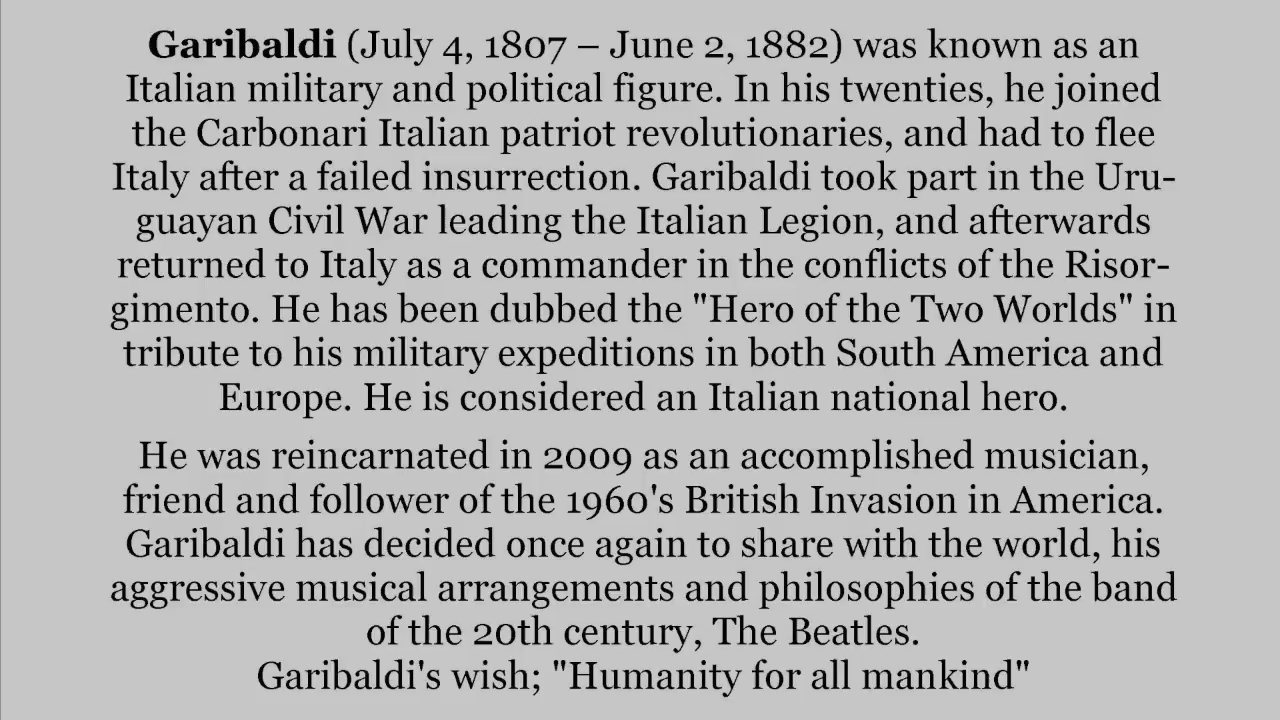 Garibaldi (July 4, 1807 – June 2, 1882) was known as an
Italian military and political figure. In his twenties, he joined
the Carbonari Italian patriot revolutionaries, and had to flee
Italy after a failed insurrection. Garibaldi took part in the Uru-
guayan Civil War leading the Italian Legion, and afterwards
returned to Italy as a commander in the conflicts of the Risor-
gimento. He has been dubbed the "Hero of the Two Worlds" in
tribute to his military expeditions in both South America and
Europe. He is considered an Italian national hero.
He was reincarnated in 2009 as an accomplished musician,
friend and follower of the 1960's British Invasion in America.
Garibaldi has decided once again to share with the world, his
aggressive musical arrangements and philosophies of the band
of the 20th century, The Beatles.
Garibaldi's wish; "Humanity for all mankind"